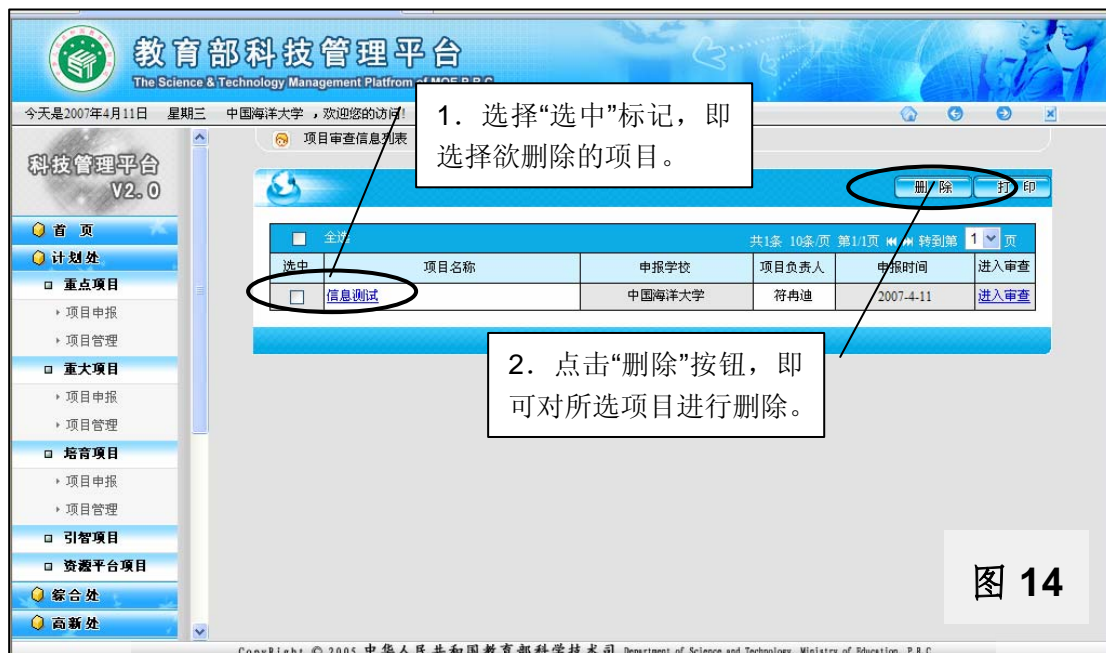 教育部科技管理平台
The Science & Technology Management Platfrom of MOE P.R.C
今天是2007年4月11日 星期三 中国海洋大学，欢迎您的访问！
项目审查信息列表
1．选择“选中”标记，即
选择欲删除的项目。
科技管理平台
V2.0
删 除 打 印
首 页
计划处
重点项目
项目申报
项目管理
重大项目
项目申报
项目管理
培育项目
项目申报
项目管理
引智项目
资源平台项目
综合处
高新处
全选 共1条 10条/页 第1/1页 转到第 1 页
选中 项目名称 申报学校 项目负责人 申报时间 进入审查
信息测试 中国海洋大学 符冉迪 2007-4-11 进入审查
2．点击“删除”按钮，即
可对所选项目进行删除。
图 14
CopyRight © 2005 中华人民共和国教育部科学技术司 Department of Science and Technology, Ministry of Education, P.R.C